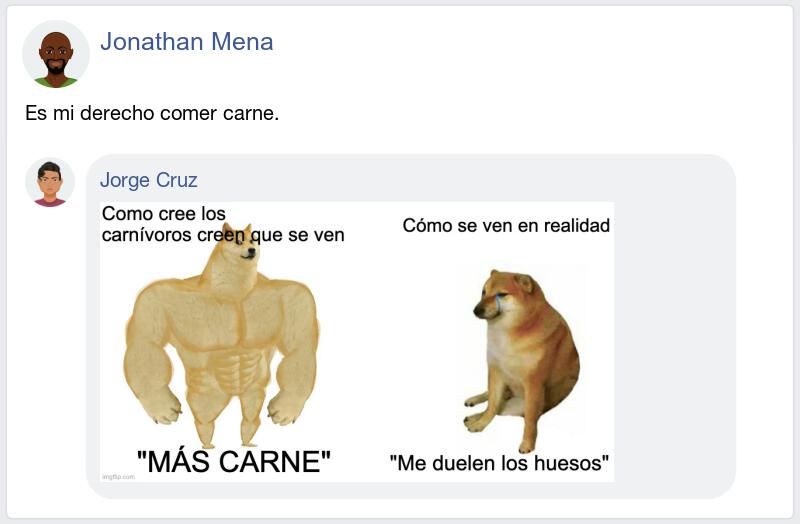 Jonathan Mena
Es mi derecho comer carne.
Jorge Cruz
Como cree los
carnívoros creen que se ven
Cómo se ven en realidad
"MÁS CARNE"
"Me duelen los huesos"
imgflip.com